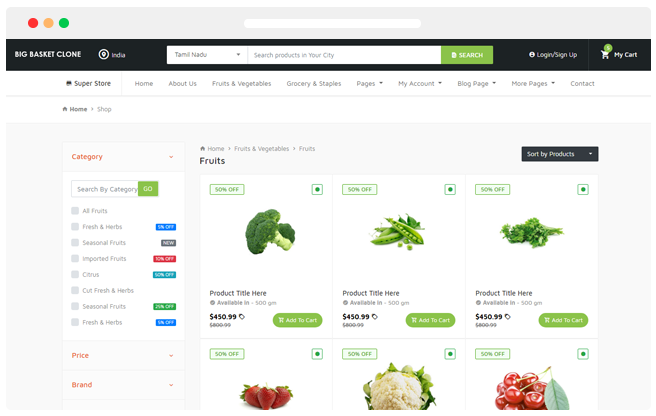 BIG BASKET CLONE
India
Tamil Nadu
Search products in Your City
SEARCH
Login/Sign Up
5
My Cart
Super Store
Home
About Us
Fruits & Vegetables
Grocery & Staples
Pages
My Account
Blog Page
More Pages
Contact
Home > Shop
Category
Search By Category
GO
All Fruits
Fresh & Herbs 5% OFF
Seasonal Fruits NEW
Imported Fruits 10% OFF
Citrus 50% OFF
Cut Fresh & Herbs
Seasonal Fruits 25% OFF
Fresh & Herbs 5% OFF
Price
Brand
Home > Fruits & Vegetables > Fruits
Fruits
Sort by Products
50% OFF
Product Title Here
Available in - 500 gm
$450.99
$800.99
Add To Cart
50% OFF
Product Title Here
Available in - 500 gm
$450.99
$800.99
Add To Cart
50% OFF
Product Title Here
Available in - 500 gm
$450.99
$800.99
Add To Cart
50% OFF
50% OFF
50% OFF